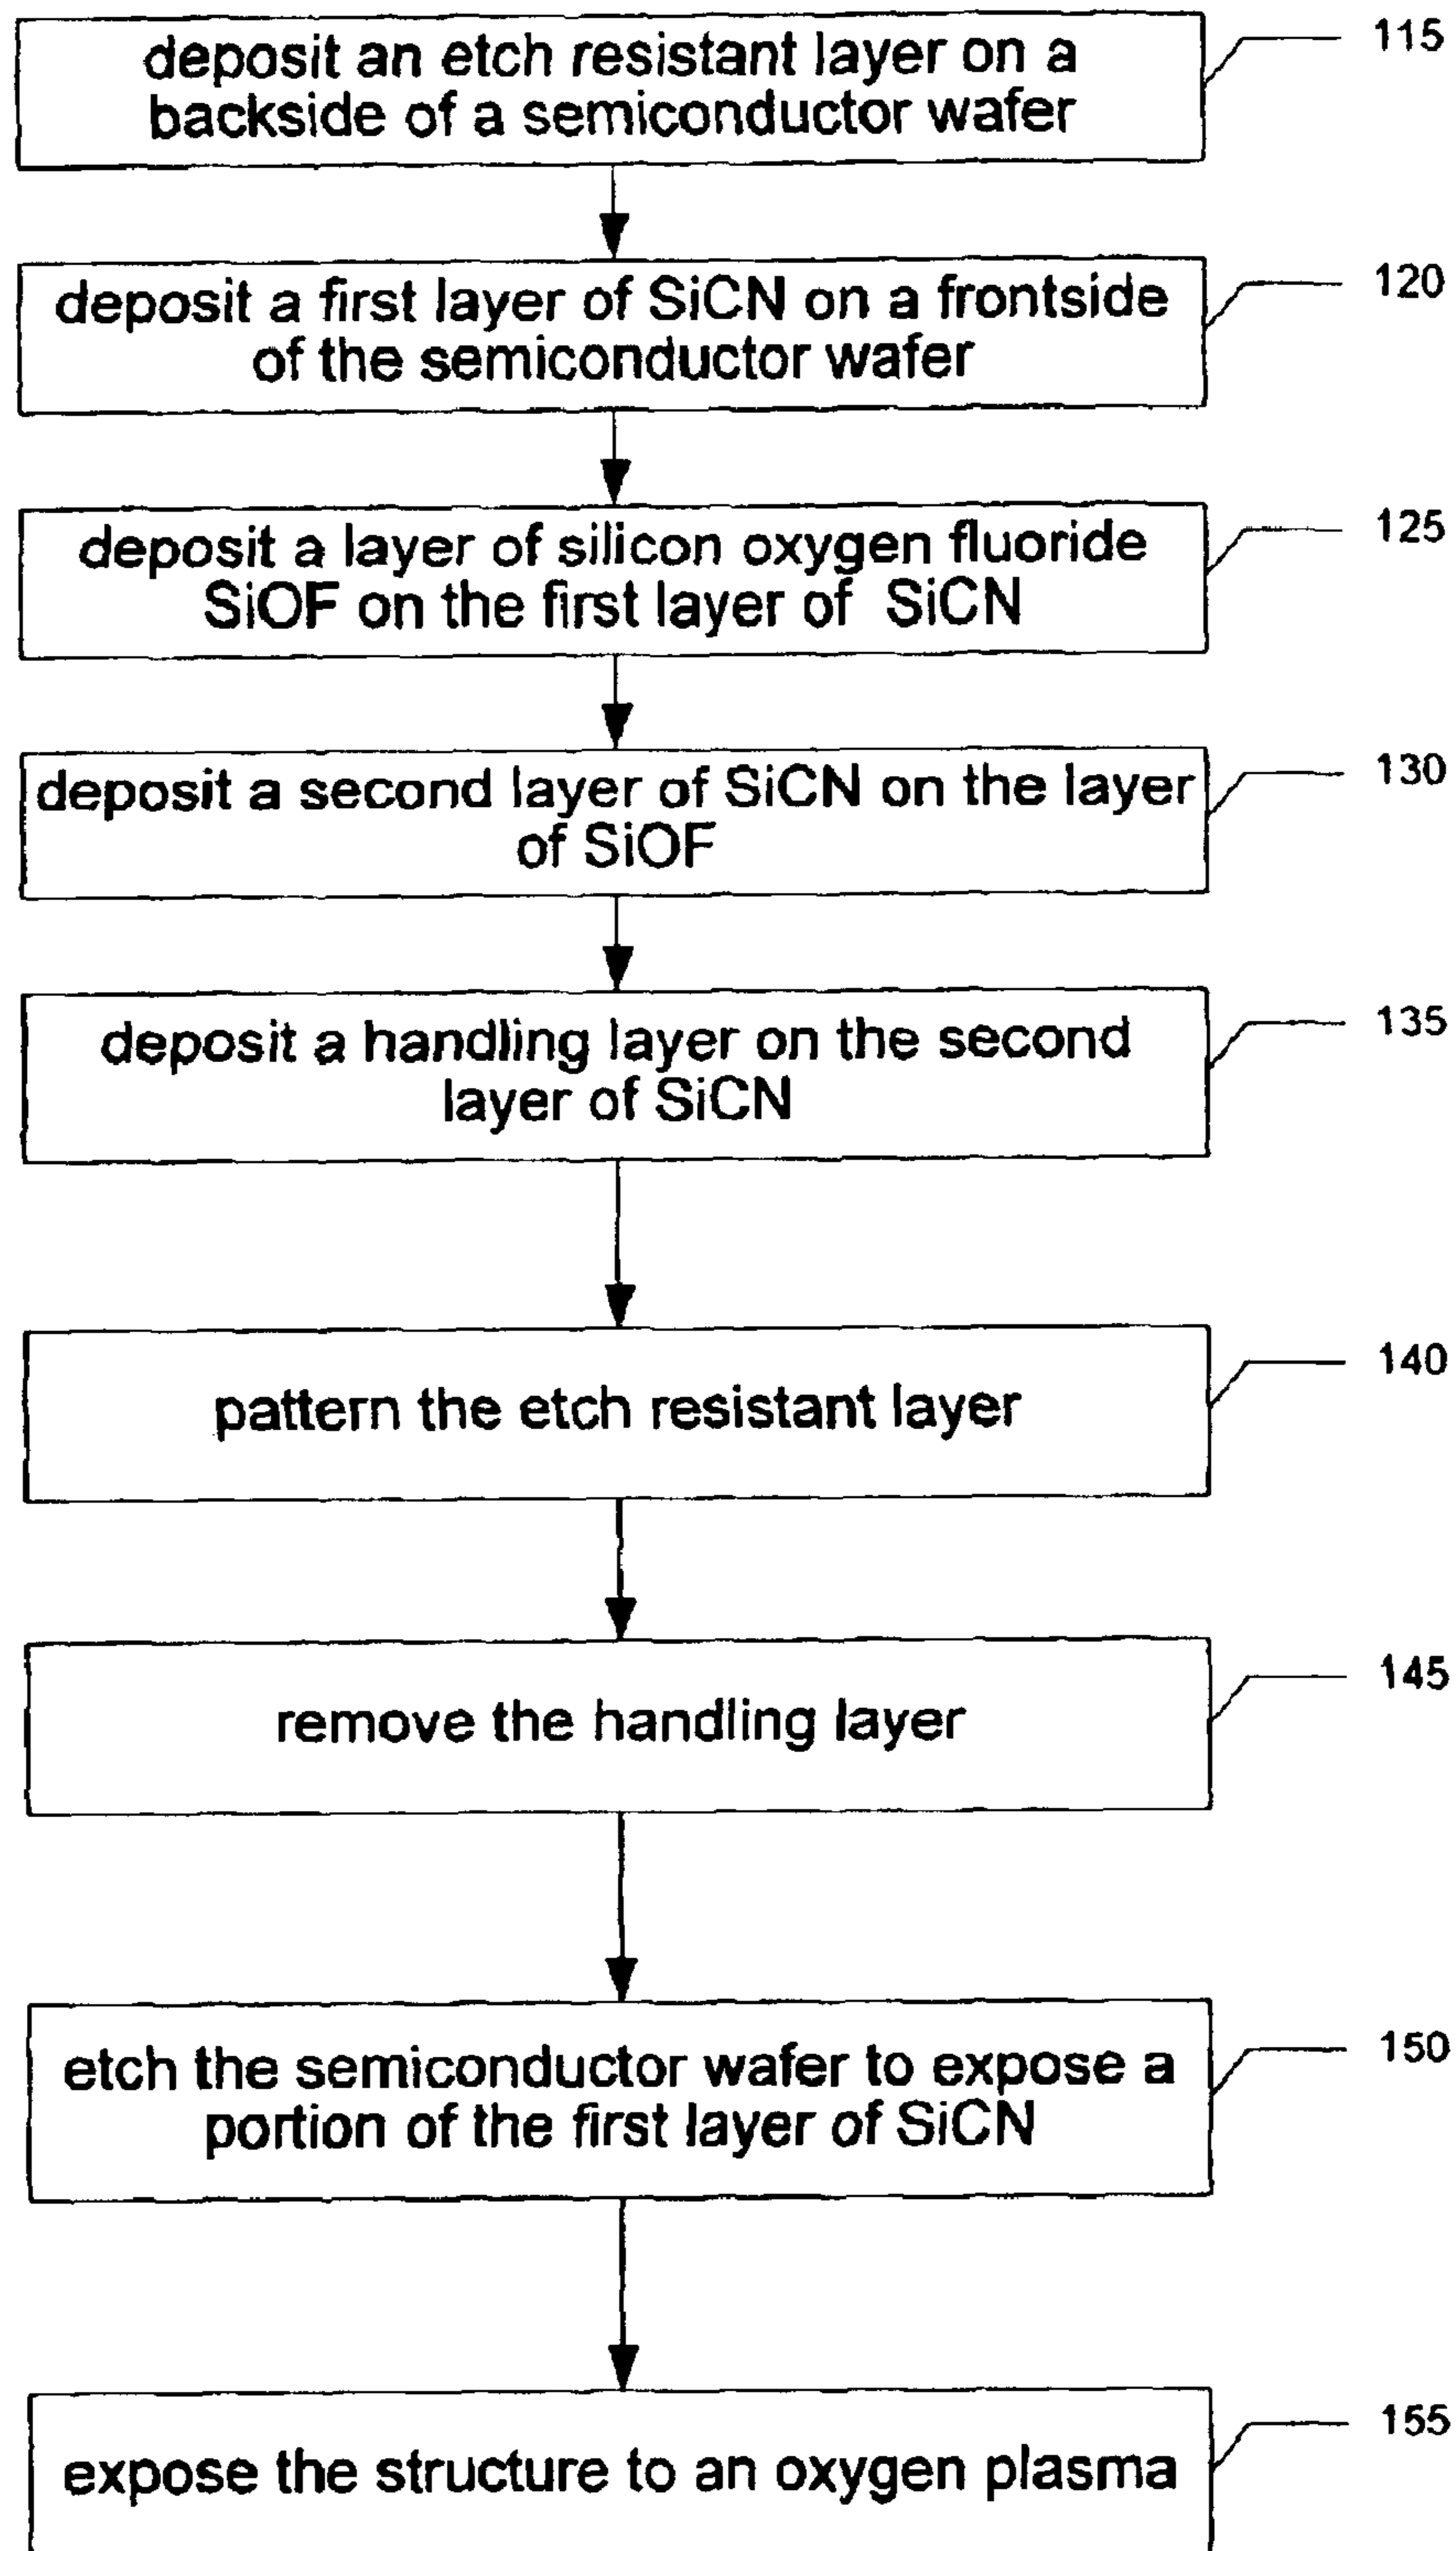 deposit an etch resistant layer on a
backside of a semiconductor wafer
115
deposit a first layer of SiCN on a frontside
of the semiconductor wafer
120
deposit a layer of silicon oxygen fluoride
SiOF on the first layer of SiCN
125
deposit a second layer of SiCN on the layer
of SiOF
130
deposit a handling layer on the second
layer of SiCN
135
pattern the etch resistant layer
140
remove the handling layer
145
etch the semiconductor wafer to expose a
portion of the first layer of SiCN
150
expose the structure to an oxygen plasma
155